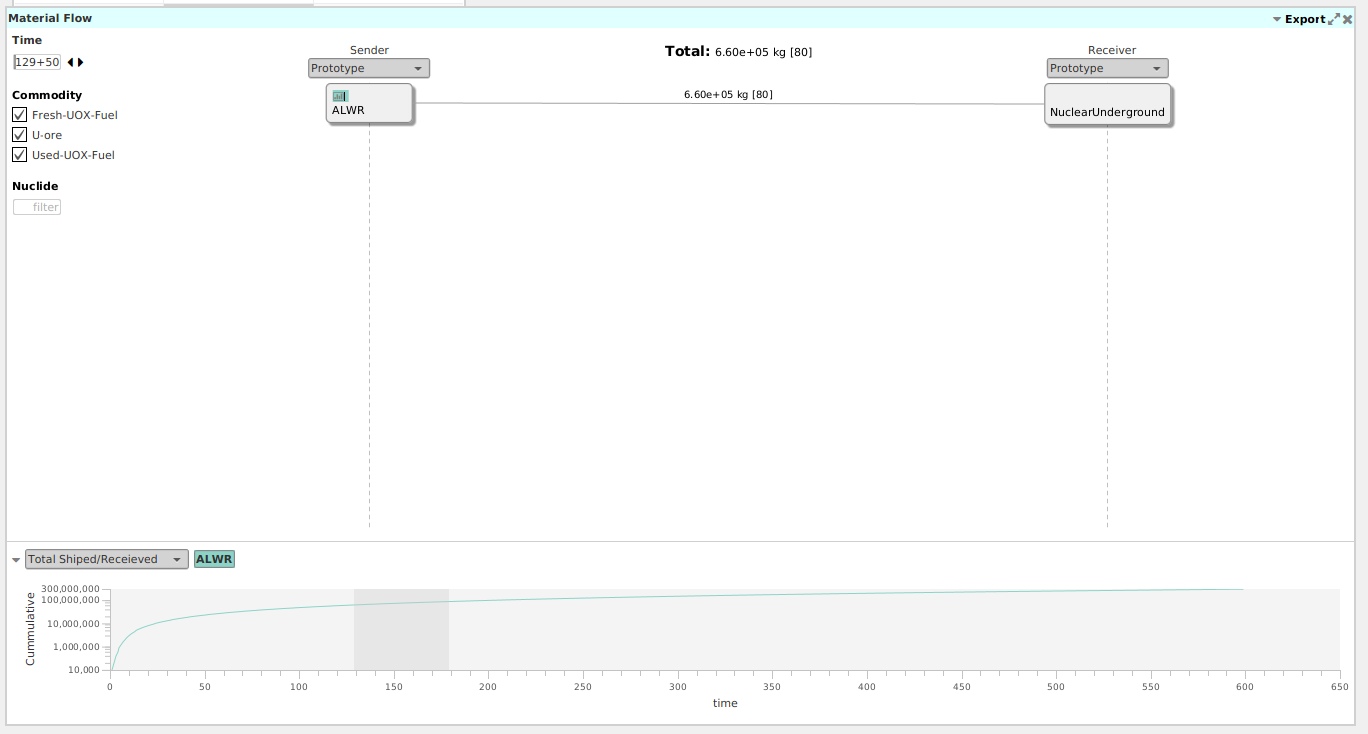 Material Flow
Export
Time
129+50
Commodity
Fresh-UOX-Fuel
U-ore
Used-UOX-Fuel
Nuclide
filter
Sender
Prototype
ALWR
Total: 6.60e+05 kg [80]
6.60e+05 kg [80]
Receiver
Prototype
NuclearUnderground
Total Shiped/Receieved
ALWR
Cummulative
300,000,000
100,000,000
10,000,000
1,000,000
10,000
0 50 100 150 200 250 300 350 400 450 500 550 600 650
time